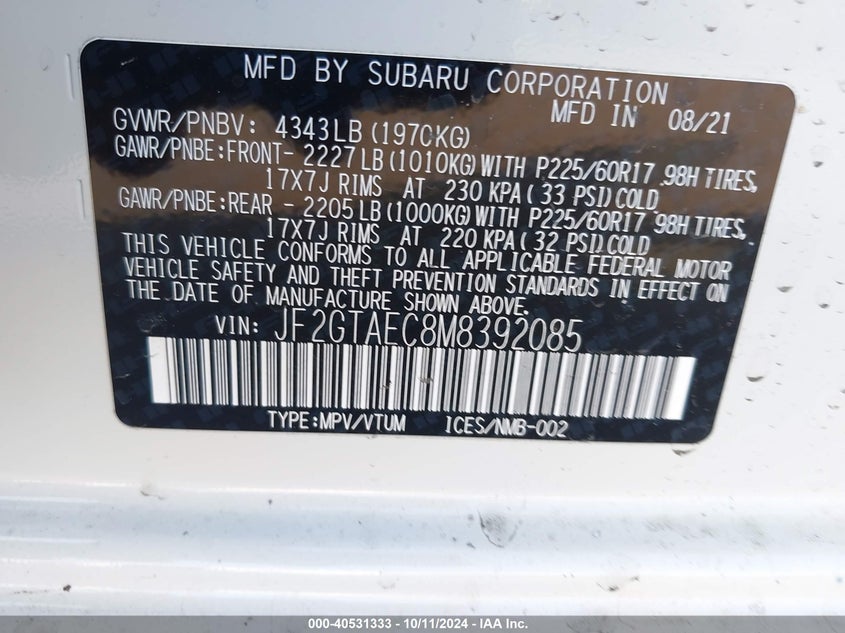 MFD BY SUBARU CORPORATION
MFD IN 08/21
GVWR/PNBV: 4343LB (1970KG)
GAWR/PNBE:FRONT- 2227LB (1010KG) WITH P225/60R17 98H TIRES,
17X7J RIMS AT 230 KPA ( 33 PSI) COLD
GAWR/PNBE:REAR - 2205LB (1000KG) WITH P225/60R17 98H TIRES,
17X7J RIMS AT 220 KPA ( 32 PSI) COLD
THIS VEHICLE CONFORMS TO ALL APPLICABLE FEDERAL MOTOR
VEHICLE SAFETY AND THEFT PREVENTION STANDARDS IN EFFECT ON
THE DATE OF MANUFACTURE SHOWN ABOVE.
VIN: JF2GTAEC8M8392085
TYPE:MPV/VTUM ICES/NMB-002
000-40531333 - 10/11/2024 - IAA Inc.